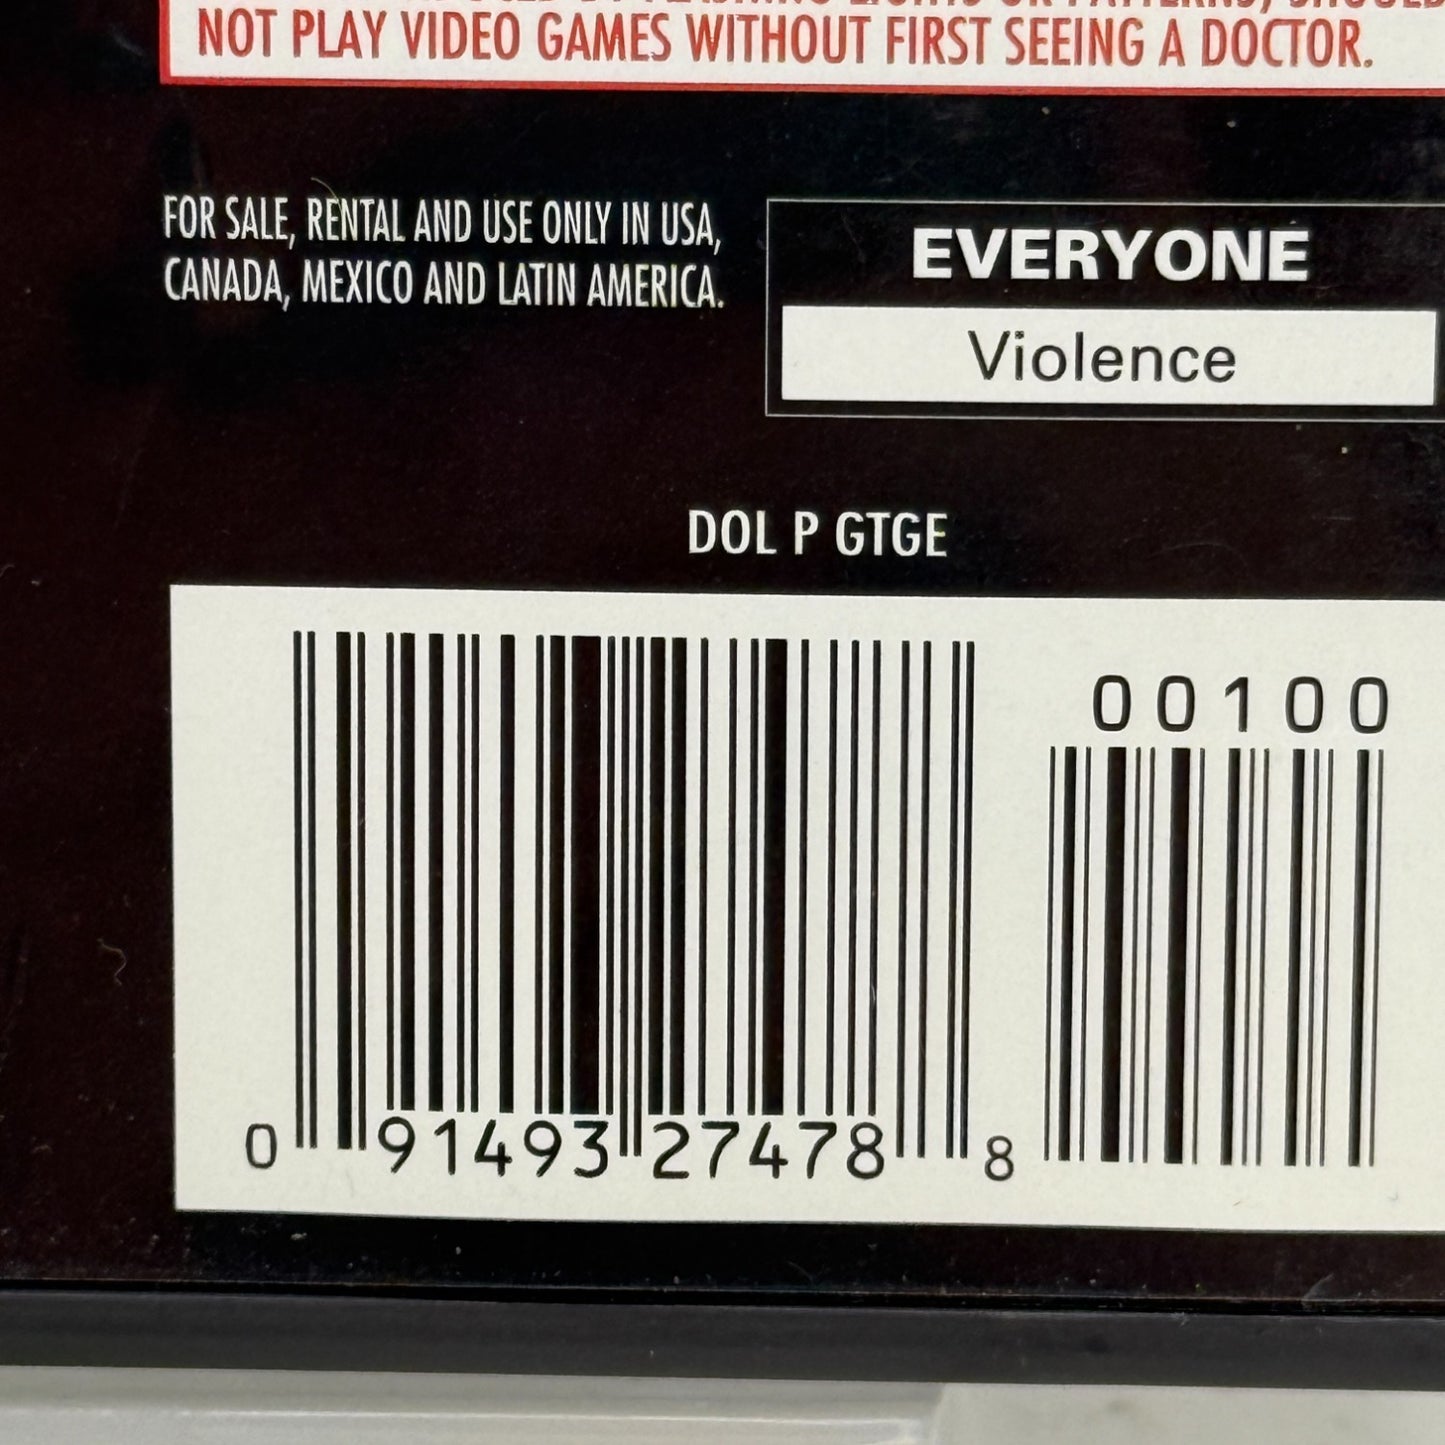 NOT PLAY VIDEO GAMES WITHOUT FIRST SEEING A DOCTOR.
FOR SALE, RENTAL AND USE ONLY IN USA,
CANADA, MEXICO AND LATIN AMERICA.
EVERYONE
Violence
DOL P GTGE
00100
0 91493 27478 8